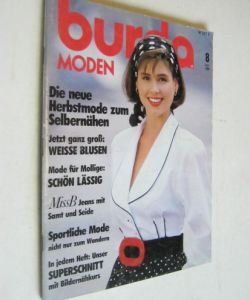 burda
MODEN
8
Die neue
Herbstmode zum
Selbernähen
Jetzt ganz groß:
WEISSE BLUSEN
Mode für Mollige:
SCHÖN LÄSSIG
Miss B Jeans mit
Samt und Seide
Sportliche Mode
nicht nur zum Wandern
In jedem Heft: Unser
SUPERSCHNITT
mit Bildernähkurs